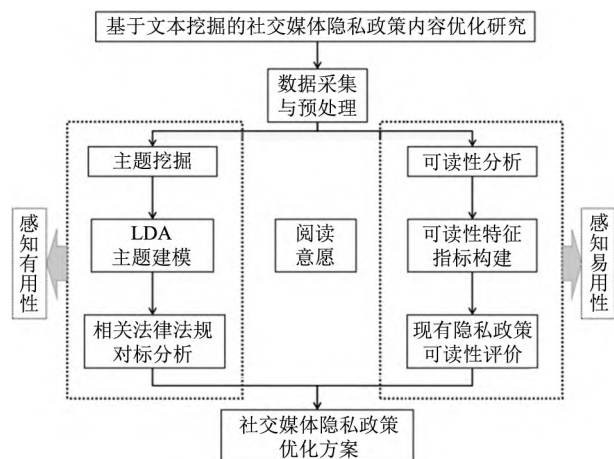 基于文本挖掘的社交媒体隐私政策内容优化研究
数据采集
与预处理
主题挖掘
可读性分析
感知有用性
LDA
主题建模
阅读
意愿
可读性特征
指标构建
感知易用性
相关法律法规
对标分析
现有隐私政策
可读性评价
社交媒体隐私政策
优化方案